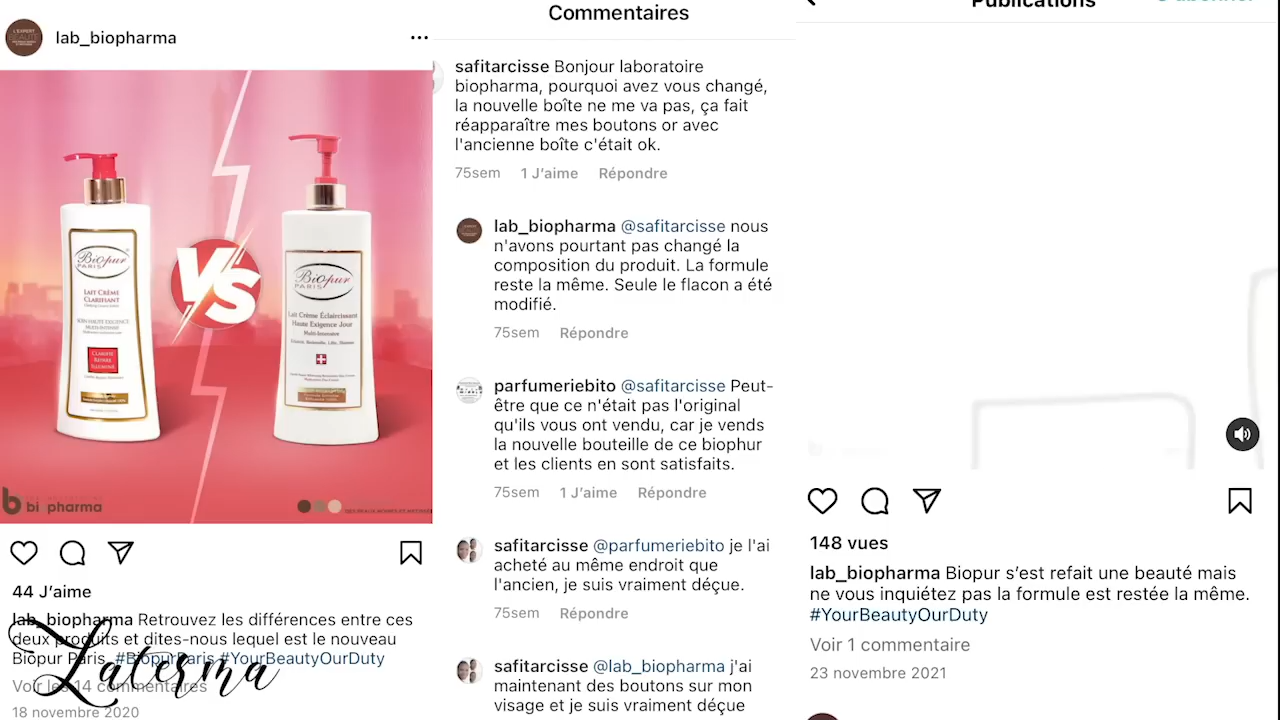 lab_biopharma
BIOPUR
PARIS
LAIT CRÈME
CLARIFIANT
SOIN HAUTE EXIGENCE
CLARIFIE
RÉPARE
VS
BIOPUR
PARIS
Lait Crème Éclaircissant
Haute Exigence Jour
Multi-Innovatrice
44 J’aime
lab_biopharma Retrouvez les différences entre ces
deux produits et dites-nous lequel est le nouveau
Biopur Paris. #BiopurParis #YourBeautyOurDuty
Voir les 14 commentaires
18 novembre 2020
Laterma
Commentaires
safitarcisse Bonjour laboratoire
biopharma, pourquoi avez vous changé,
la nouvelle boîte ne me va pas, ça fait
réapparaître mes boutons or avec
l'ancienne boîte c'était ok.
75sem 1 J’aime Répondre
lab_biopharma @safitarcisse nous
n'avons pourtant pas changé la
composition du produit. La formule
reste la même. Seule le flacon a été
modifié.
75sem Répondre
parfumeriebito @safitarcisse Peut-
être que ce n'était pas l'original
qu'ils vous ont vendu, car je vends
la nouvelle bouteille de ce biophur
et les clients en sont satisfaits.
75sem 1 J’aime Répondre
safitarcisse @parfumeriebito je l'ai
acheté au même endroit que
l'ancien, je suis vraiment déçue.
75sem Répondre
safitarcisse @lab_biopharma j'ai
maintenant des boutons sur mon
visage et je suis vraiment déçue
Publications
148 vues
lab_biopharma Biopur s’est refait une beauté mais
ne vous inquiétez pas la formule est restée la même.
#YourBeautyOurDuty
Voir 1 commentaire
23 novembre 2021